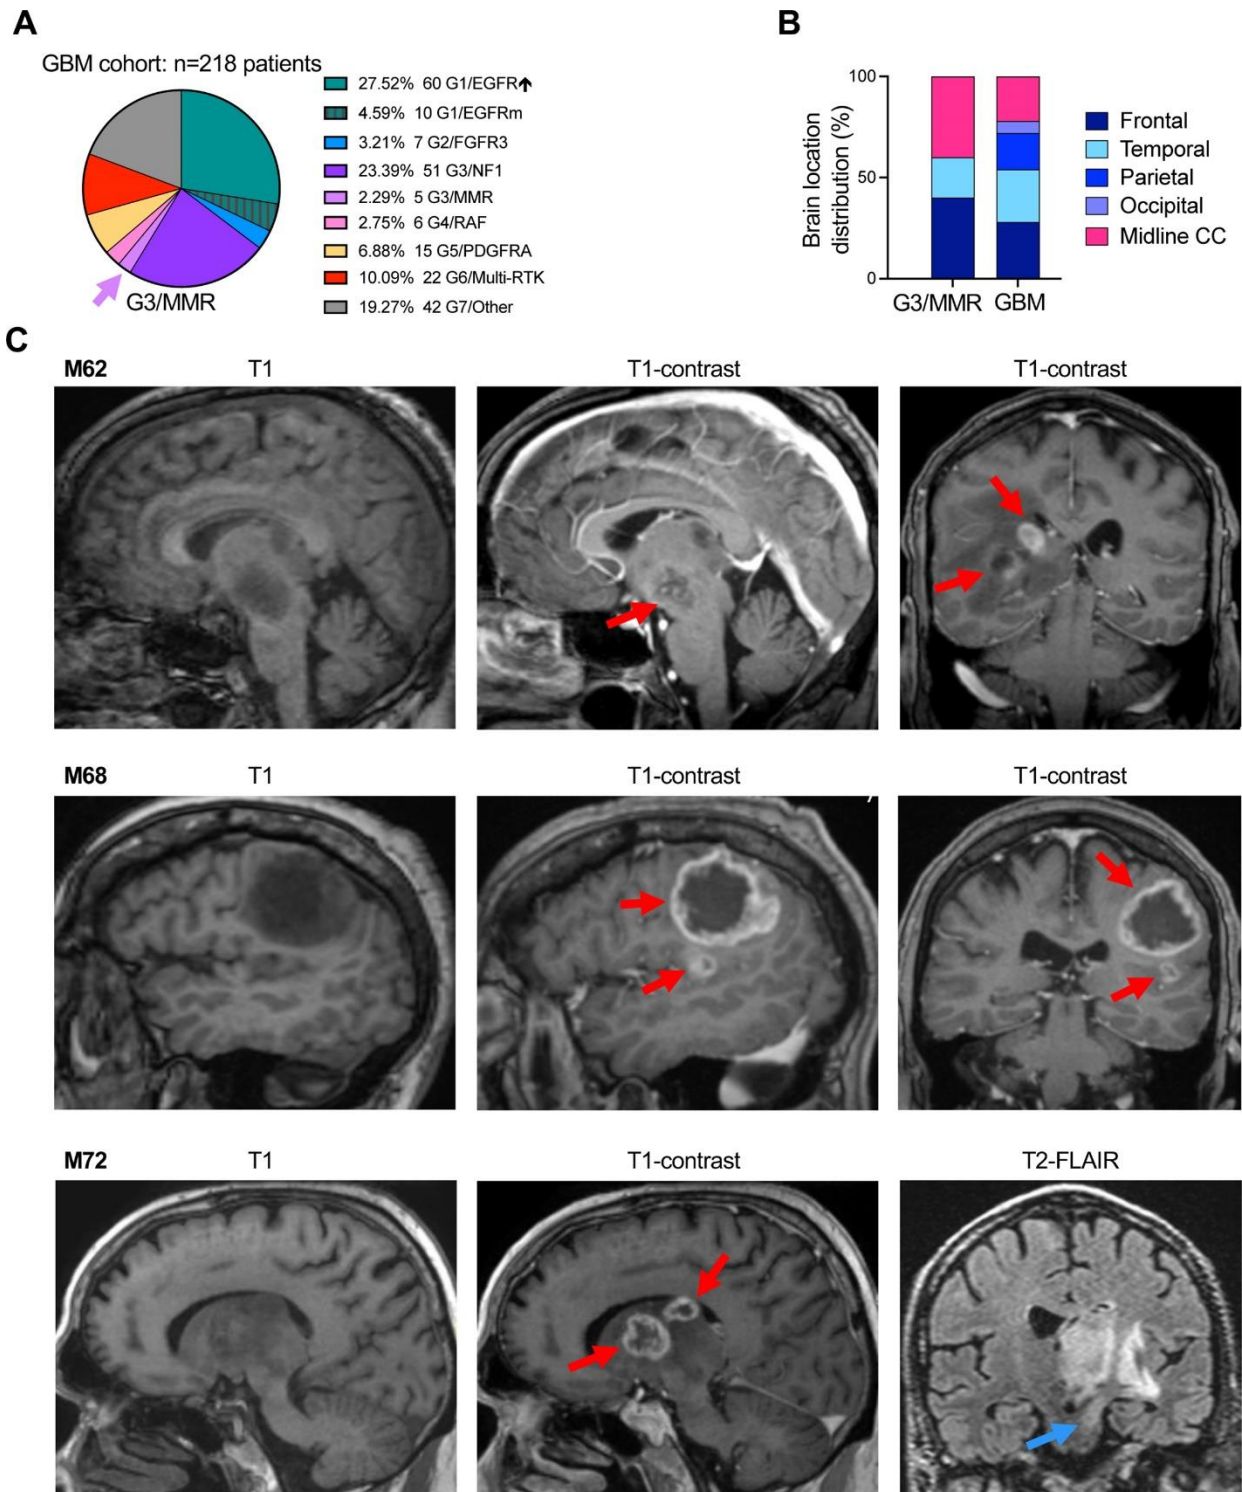 A
GBM cohort: n=218 patients
27.52% 60 G1/EGFR↑
4.59% 10 G1/EGFRm
3.21% 7 G2/FGFR3
23.39% 51 G3/NF1
2.29% 5 G3/MMR
2.75% 6 G4/RAF
6.88% 15 G5/PDGFRA
10.09% 22 G6/Multi-RTK
19.27% 42 G7/Other
G3/MMR
B
Brain location
distribution (%)
100
50
0
G3/MMR GBM
Frontal
Temporal
Parietal
Occipital
Midline CC
C
M62 T1 T1-contrast T1-contrast
M68 T1 T1-contrast T1-contrast
M72 T1 T1-contrast T2-FLAIR